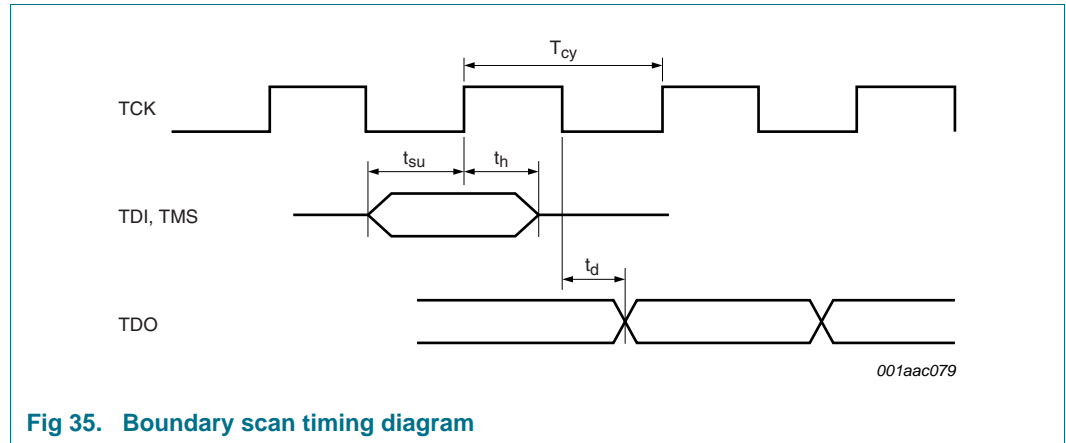 Tcy
TCK
tsu
th
TDI, TMS
td
TDO
001aac079
Fig 35. Boundary scan timing diagram